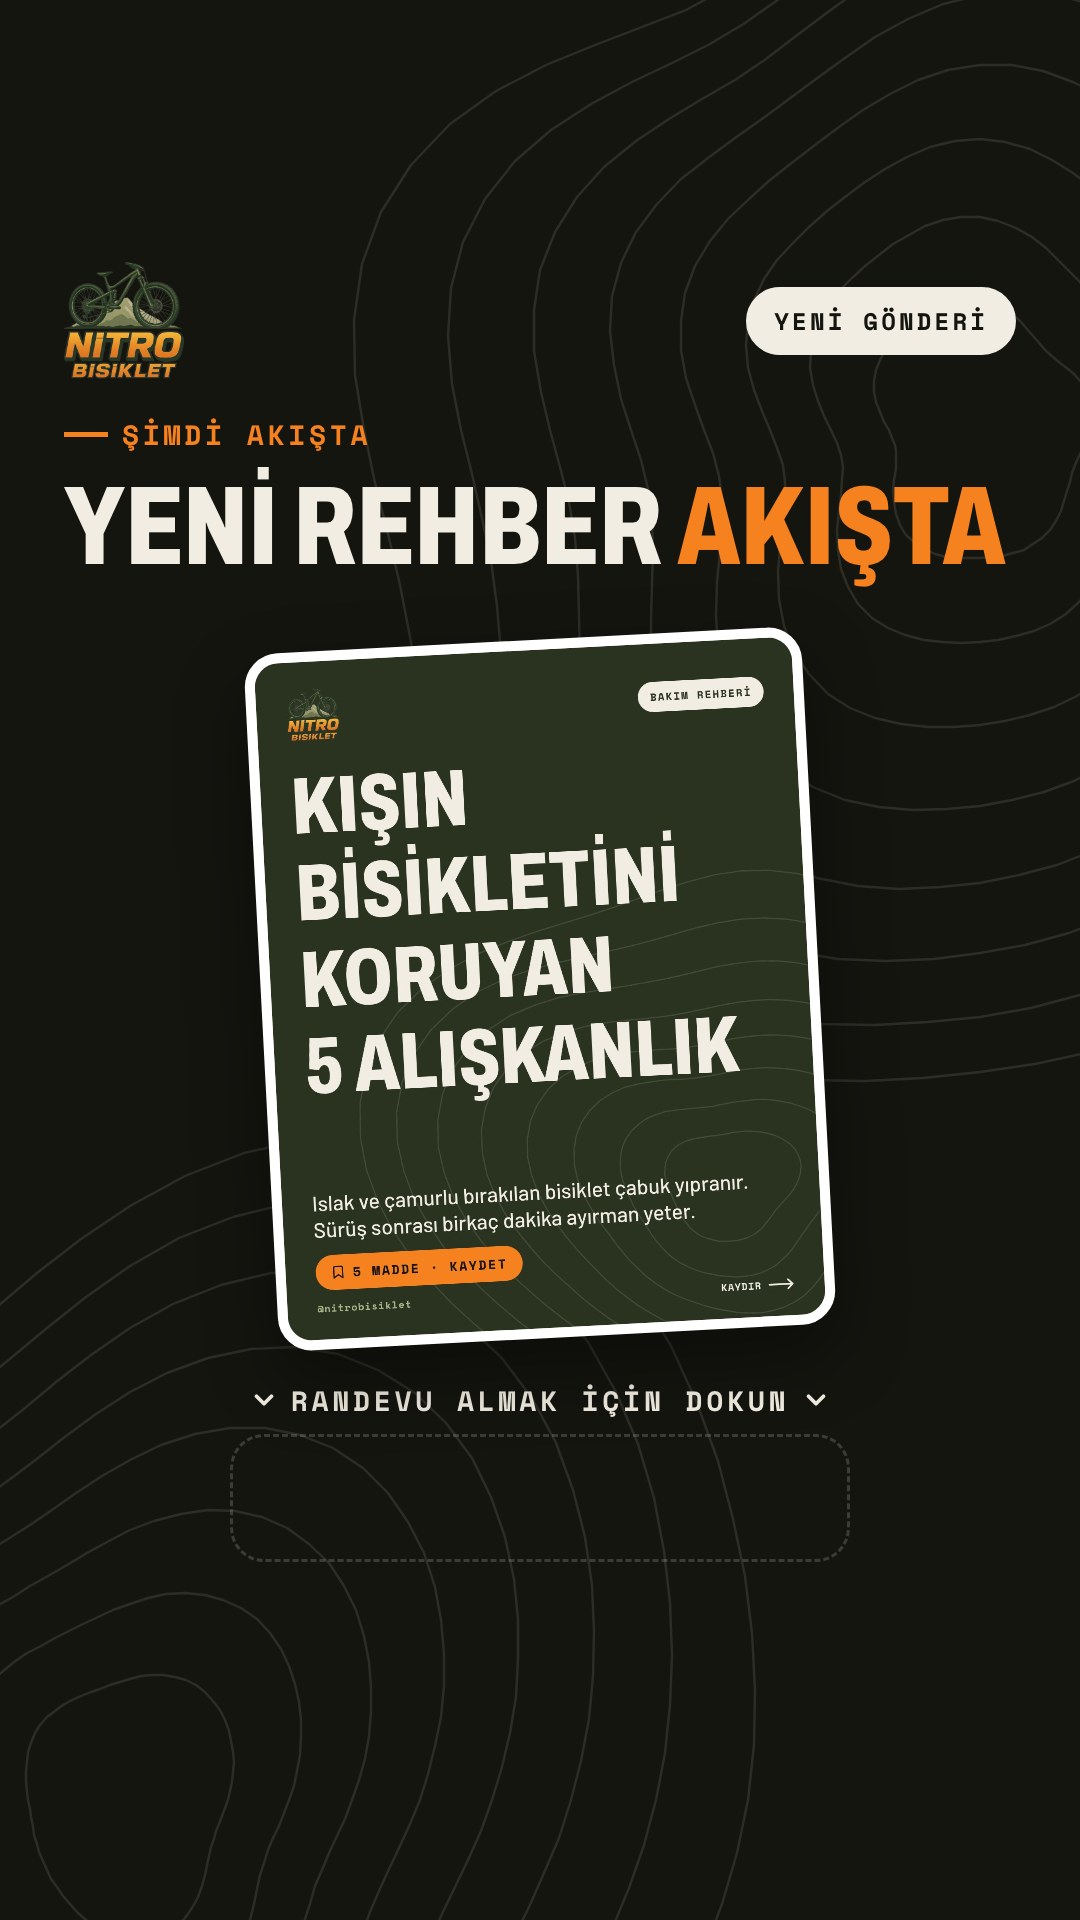 NiTRO
BiSiKLET
YENİ GÖNDERİ
ŞİMDİ AKIŞTA
YENİ REHBER AKIŞTA
NiTRO
BiSiKLET
BAKIM REHBERİ
KIŞIN
BİSİKLETİNİ
KORUYAN
5 ALIŞKANLIK
Islak ve çamurlu bırakılan bisiklet çabuk yıpranır.
Sürüş sonrası birkaç dakika ayırman yeter.
5 MADDE · KAYDET
KAYDIR
@nitrobisiklet
RANDEVU ALMAK İÇİN DOKUN